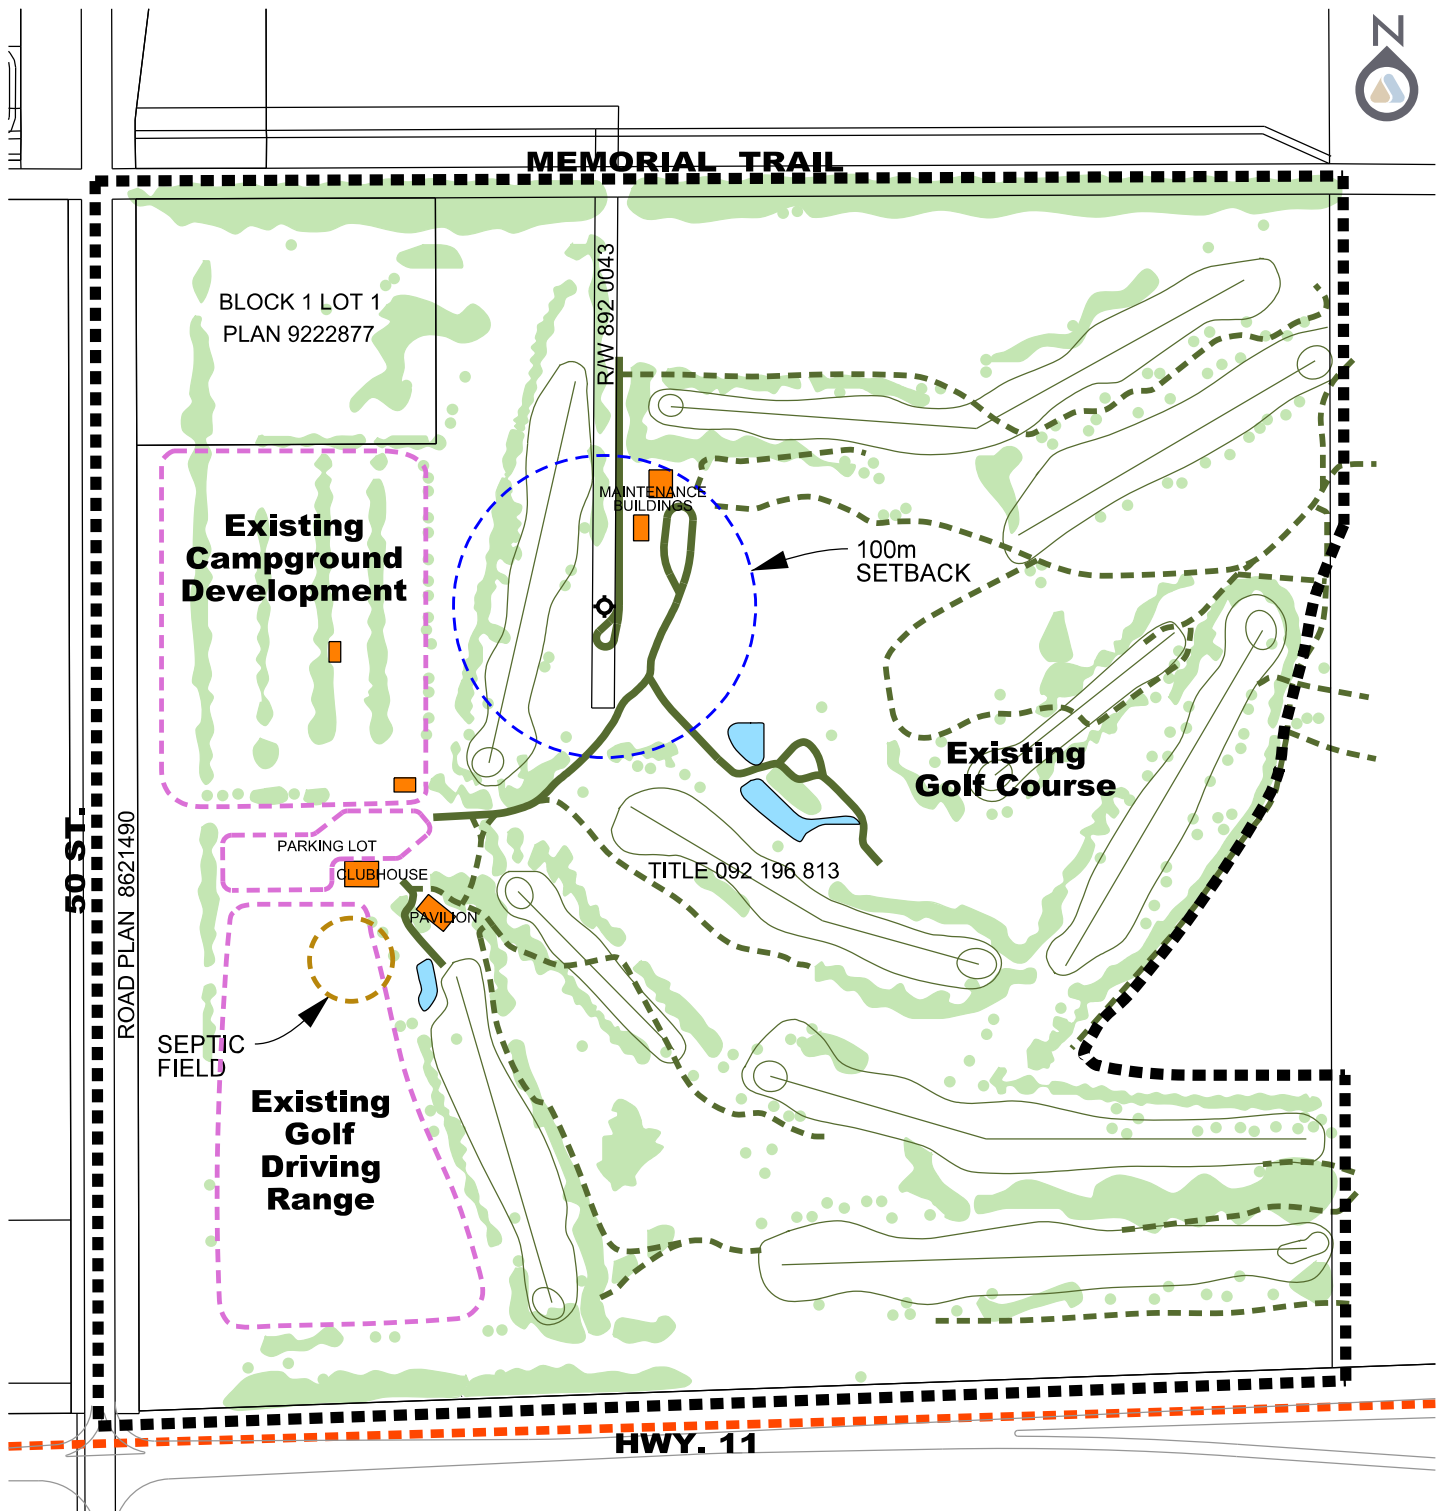 N
MEMORIAL TRAIL
R/W 892 0043
BLOCK 1 LOT 1
PLAN 9222877
MAINTENANCE
BUILDINGS
Existing
Campground
Development
100m
SETBACK
Existing
Golf Course
50 ST.
ROAD PLAN 8621490
PARKING LOT
CLUBHOUSE
TITLE 092 196 813
PAVILION
SEPTIC
FIELD
Existing
Golf
Driving
Range
HWY. 11